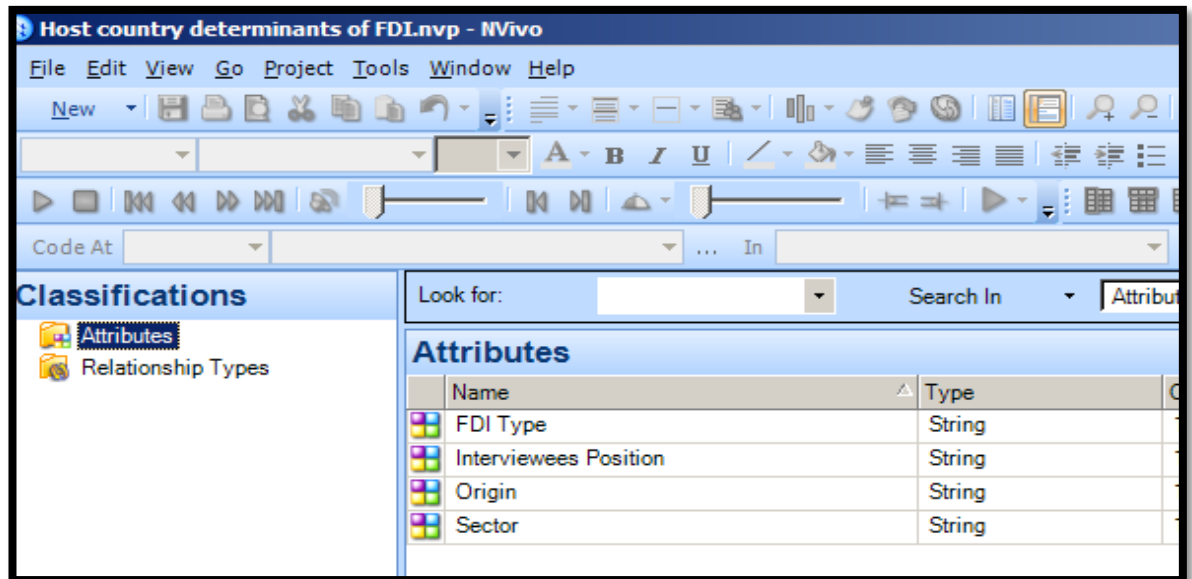 Host country determinants of FDI.nvp - NVivo
File Edit View Go Project Tools Window Help
New
A B I U
Code At ... In
Classifications
Attributes
Relationship Types
Look for: Search In
Attributes
Name Type
FDI Type String
Interviewees Position String
Origin String
Sector String